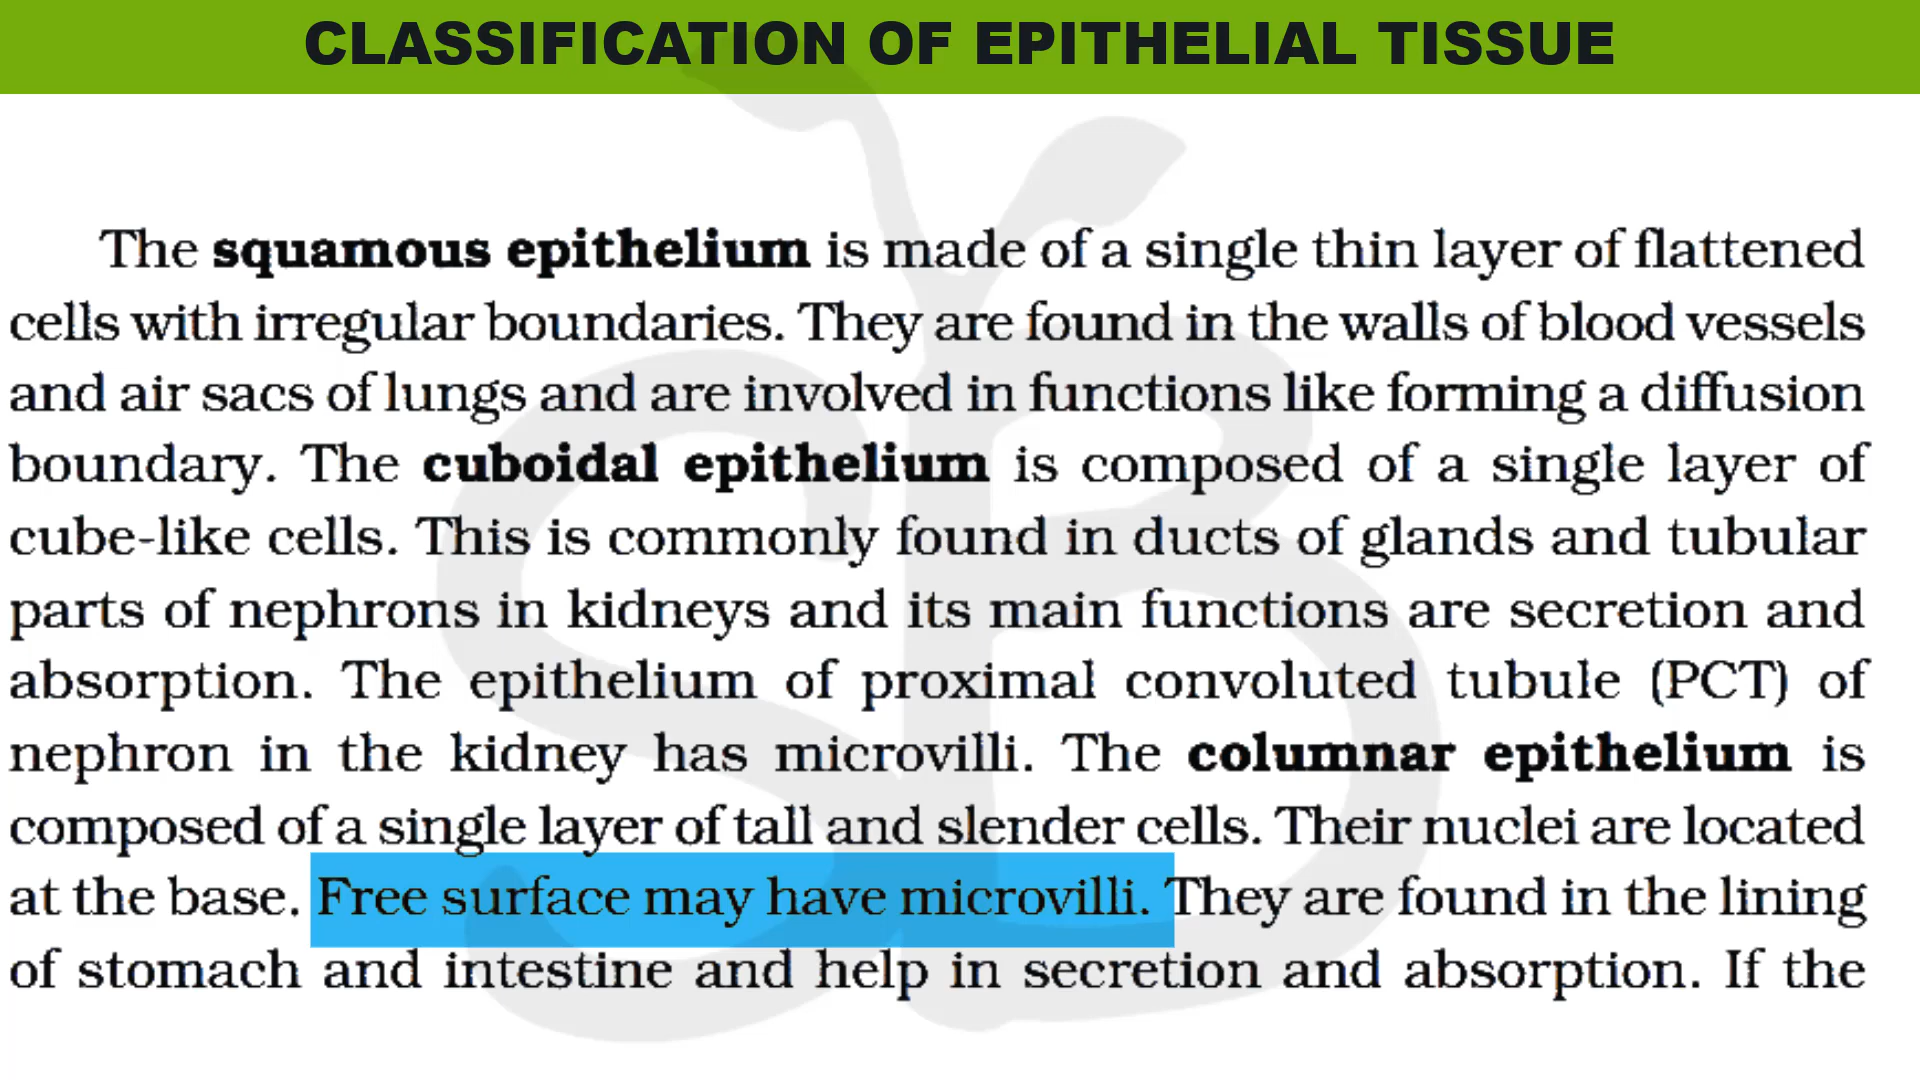 CLASSIFICATION OF EPITHELIAL TISSUE
The squamous epithelium is made of a single thin layer of flattened
cells with irregular boundaries. They are found in the walls of blood vessels
and air sacs of lungs and are involved in functions like forming a diffusion
boundary. The cuboidal epithelium is composed of a single layer of
cube-like cells. This is commonly found in ducts of glands and tubular
parts of nephrons in kidneys and its main functions are secretion and
absorption. The epithelium of proximal convoluted tubule (PCT) of
nephron in the kidney has microvilli. The columnar epithelium is
composed of a single layer of tall and slender cells. Their nuclei are located
at the base. Free surface may have microvilli. They are found in the lining
of stomach and intestine and help in secretion and absorption. If the
SB